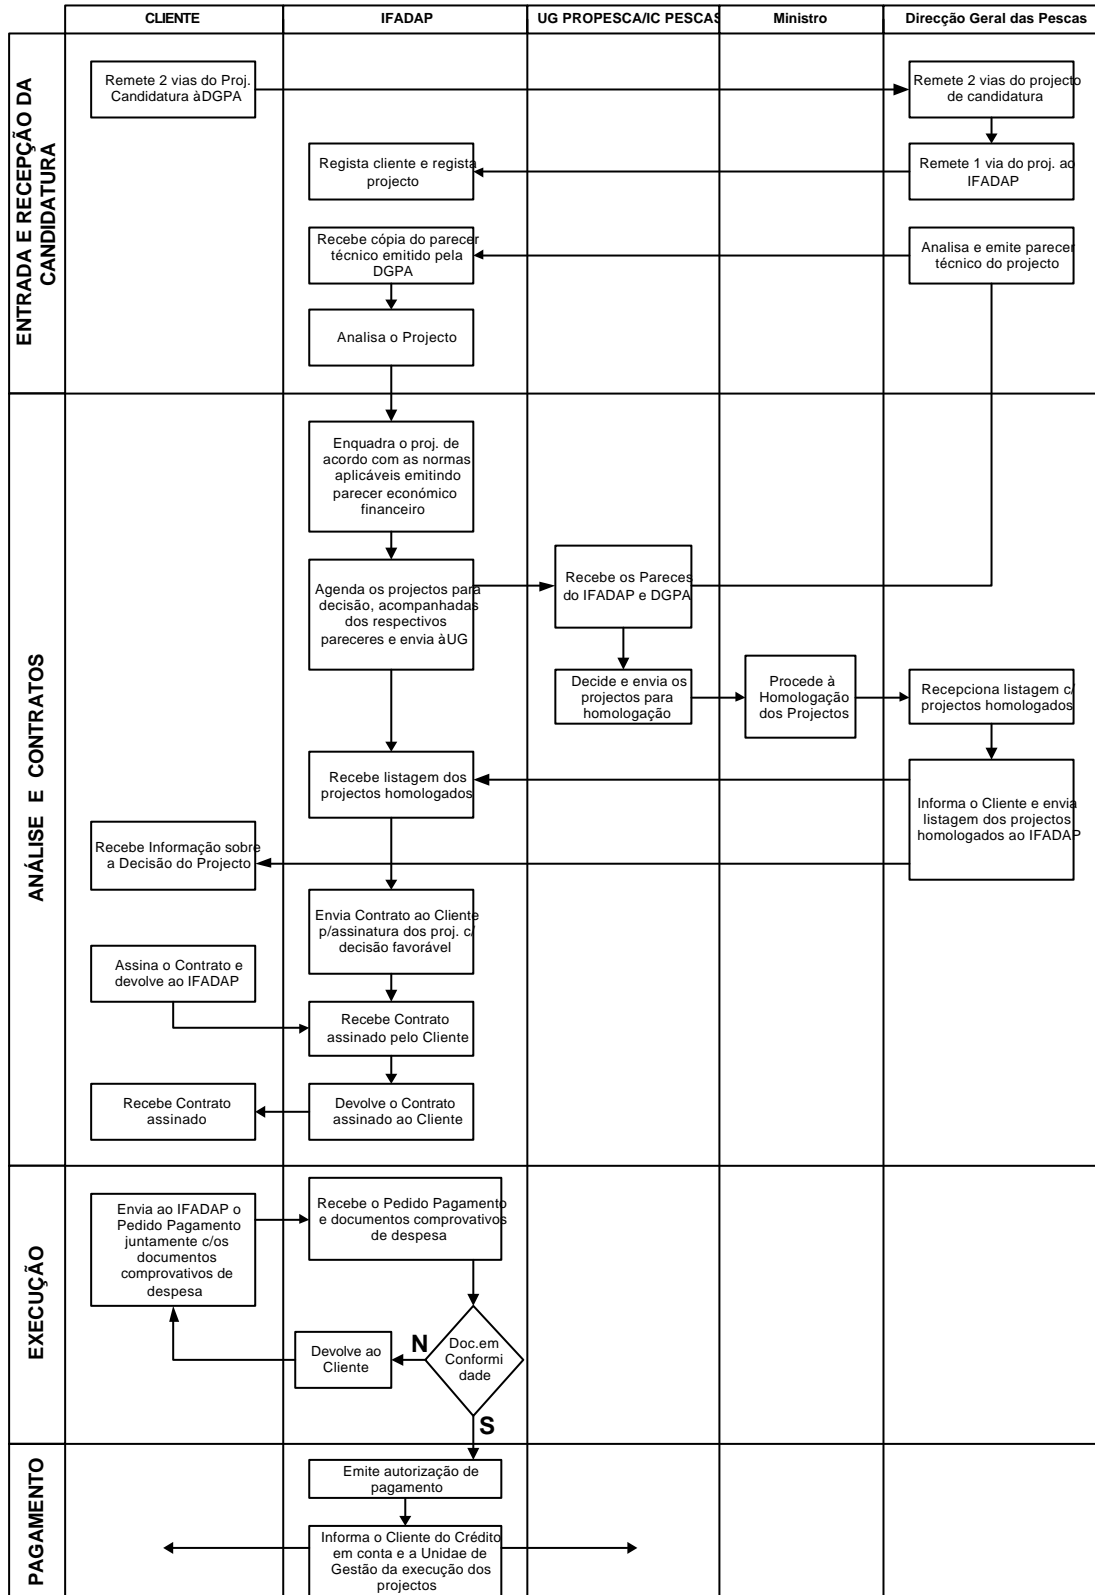 CLIENTE
IFADAP
UG PROPESCA/IC PESCAS
Ministro
Direcção Geral das Pescas
ENTRADA E RECEPÇÃO DA
CANDIDATURA
Remete 2 vias do Proj.
Candidatura àDGPA
Remete 2 vias do projecto
de candidatura
Regista cliente e regista
projecto
Remete 1 via do proj. ao
IFADAP
Recebe cópia do parecer
técnico emitido pela
DGPA
Analisa e emite parecer
técnico do projecto
Analisa o Projecto
ANÁLISE E CONTRATOS
Enquadra o proj. de
acordo com as normas
aplicáveis emitindo
parecer económico
financeiro
Agenda os projectos para
decisão, acompanhadas
dos respectivos
pareceres e envia àUG
Recebe os Pareces
do IFADAP e DGPA
Decide e envia os
projectos para
homologação
Procede à
Homologação
dos Projectos
Recepciona listagem c/
projectos homologados
Recebe listagem dos
projectos homologados
Informa o Cliente e envia
listagem dos projectos
homologados ao IFADAP
Recebe Informação sobre
a Decisão do Projecto
Envia Contrato ao Cliente
p/assinatura dos proj. c/
decisão favorável
Assina o Contrato e
devolve ao IFADAP
Recebe Contrato
assinado pelo Cliente
Recebe Contrato
assinado
Devolve o Contrato
assinado ao Cliente
EXECUÇÃO
Envia ao IFADAP o
Pedido Pagamento
juntamente c/os
documentos
comprovativos de
despesa
Recebe o Pedido Pagamento
e documentos comprovativos
de despesa
Devolve ao
Cliente
N
Doc.em
Conformi
dade
S
PAGAMENTO
Emite autorização de
pagamento
Informa o Cliente do Crédito
em conta e a Unidae de
Gestão da execução dos
projectos